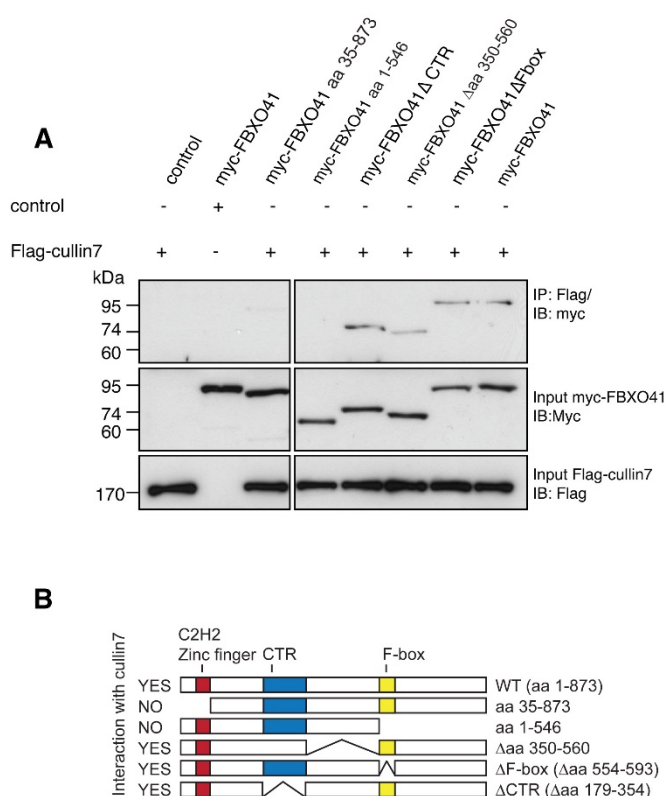 A
control
myc-FBXO41
myc-FBXO41 aa 35-873
myc-FBXO41 aa 1-546
myc-FBXO41Δ CTR
myc-FBXO41 Δaa 350-560
myc-FBXO41ΔFbox
myc-FBXO41
control - + - - - - - -
Flag-cullin7 + - + + + + + +
kDa
95
74
60
IP: Flag/
IB: myc
95
74
60
Input myc-FBXO41
IB:Myc
170
Input Flag-cullin7
IB: Flag
B
Interaction with cullin7
C2H2
Zinc finger CTR F-box
YES WT (aa 1-873)
NO aa 35-873
NO aa 1-546
YES Δaa 350-560
YES ΔF-box (Δaa 554-593)
YES ΔCTR (Δaa 179-354)